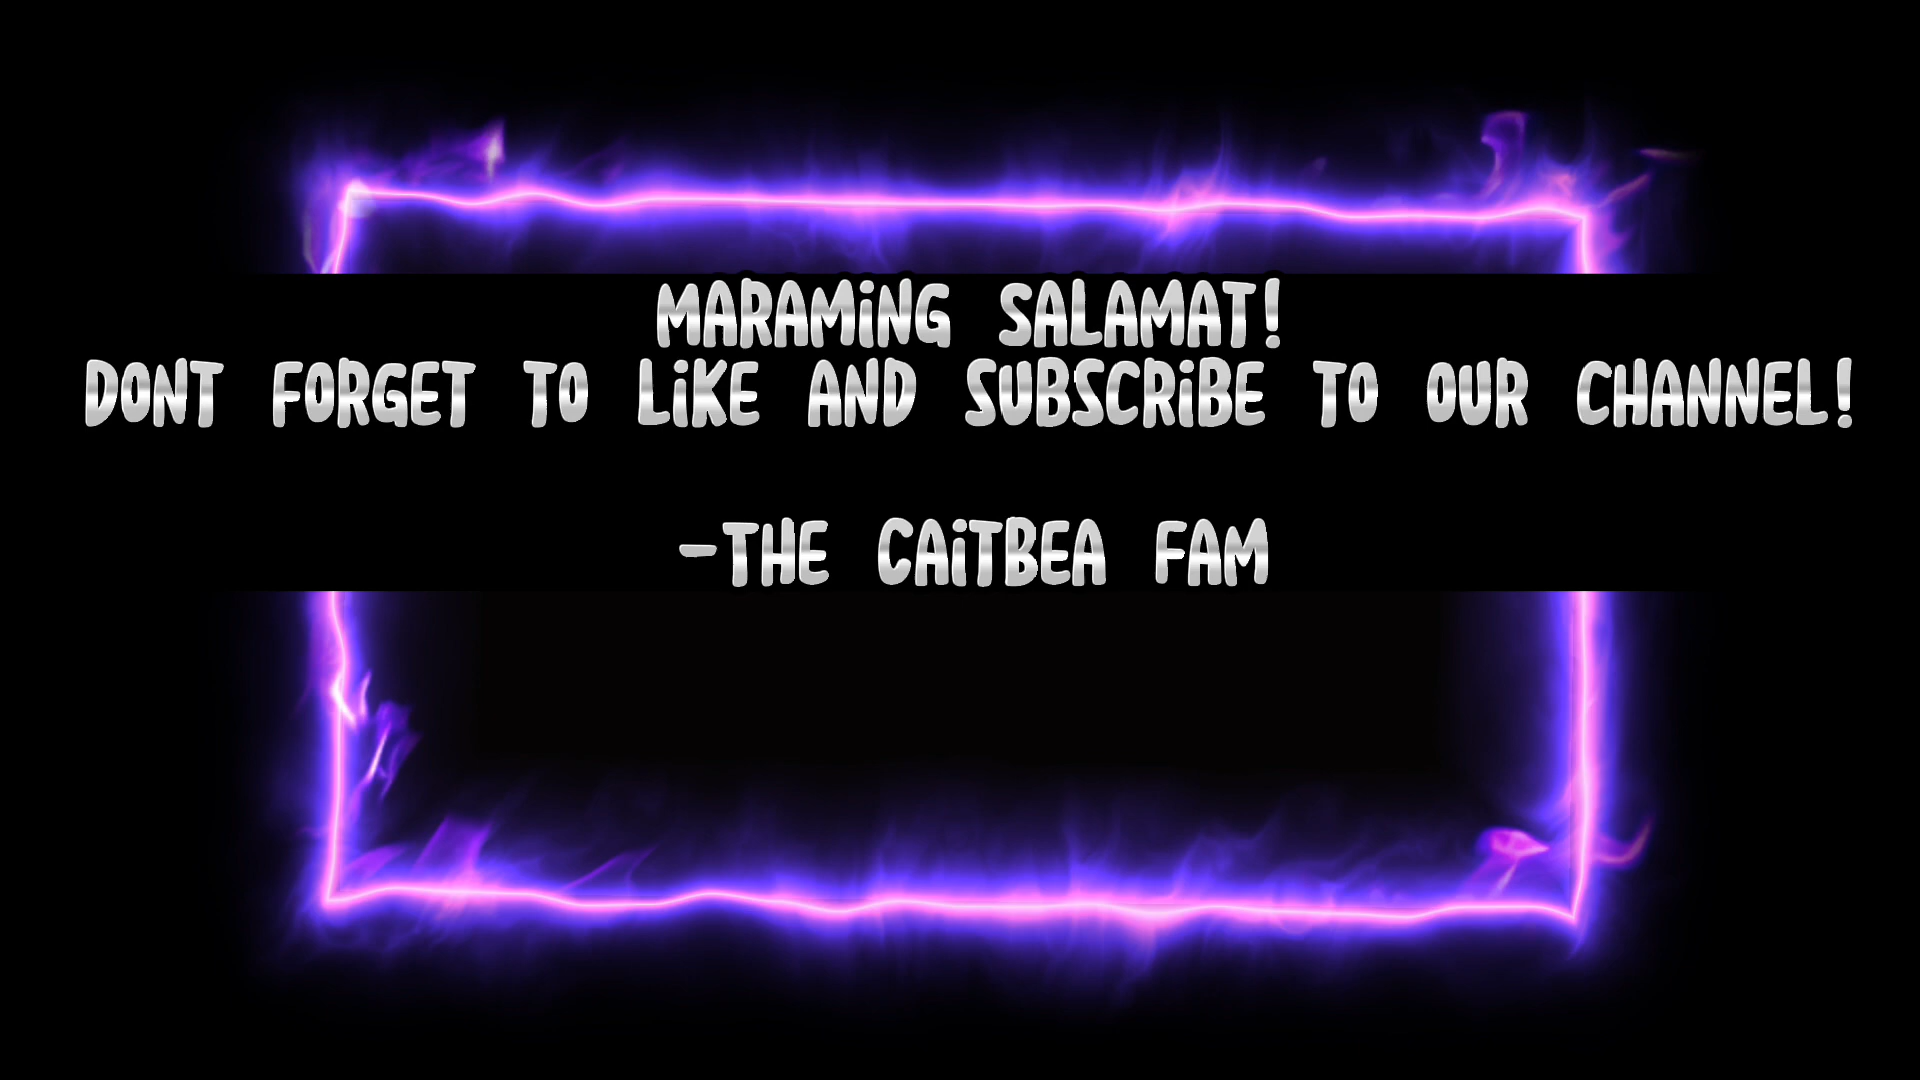 MARAMiNG SALAMAT!
DONT FORGET TO LiKE AND SUBSCRiBE TO OUR CHANNEL!
-THE CAiTBEA FAM